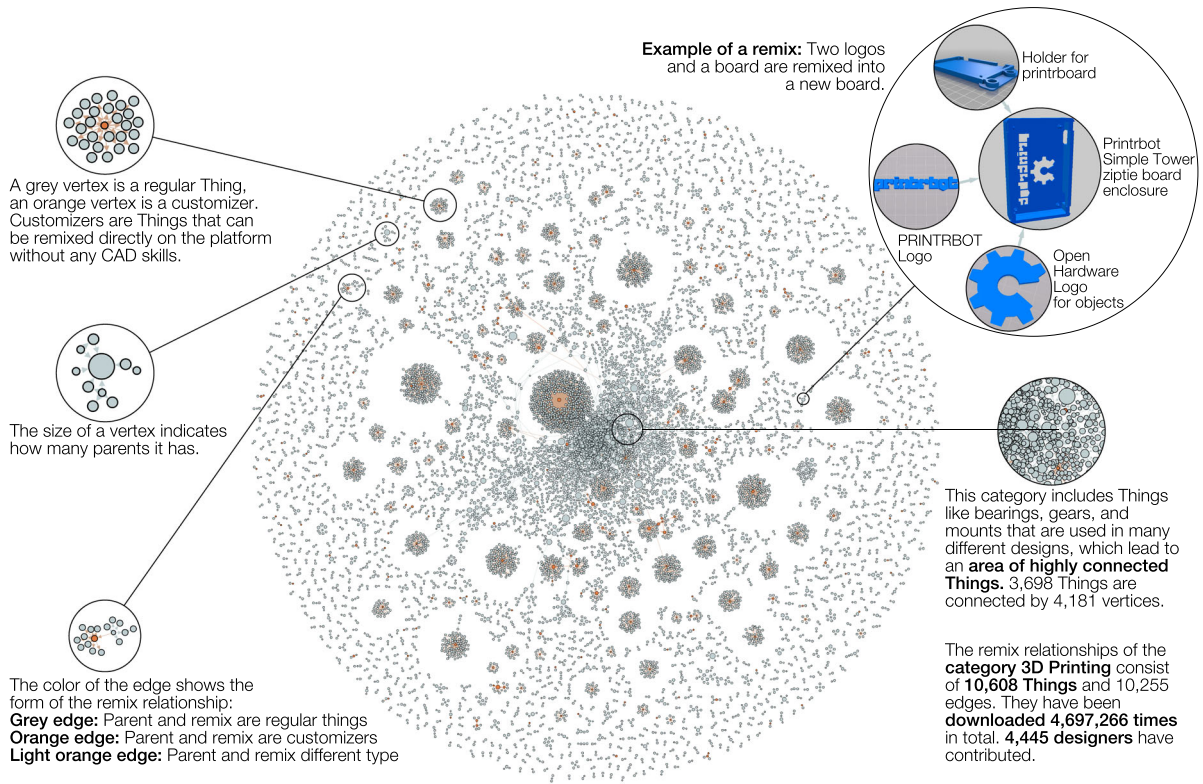 Example of a remix: Two logos
and a board are remixed into
a new board.
Holder for
printrboard
Printrbot
Simple Tower
ziptie board
enclosure
printrbot
PRINTRBOT
Logo
Open
Hardware
Logo
for objects
A grey vertex is a regular Thing,
an orange vertex is a customizer.
Customizers are Things that can
be remixed directly on the platform
without any CAD skills.
The size of a vertex indicates
how many parents it has.
The color of the edge shows the
form of the remix relationship:
Grey edge: Parent and remix are regular things
Orange edge: Parent and remix are customizers
Light orange edge: Parent and remix different type
This category includes Things
like bearings, gears, and
mounts that are used in many
different designs, which lead to
an area of highly connected
Things. 3,698 Things are
connected by 4,181 vertices.
The remix relationships of the
category 3D Printing consist
of 10,608 Things and 10,255
edges. They have been
downloaded 4,697,266 times
in total. 4,445 designers have
contributed.